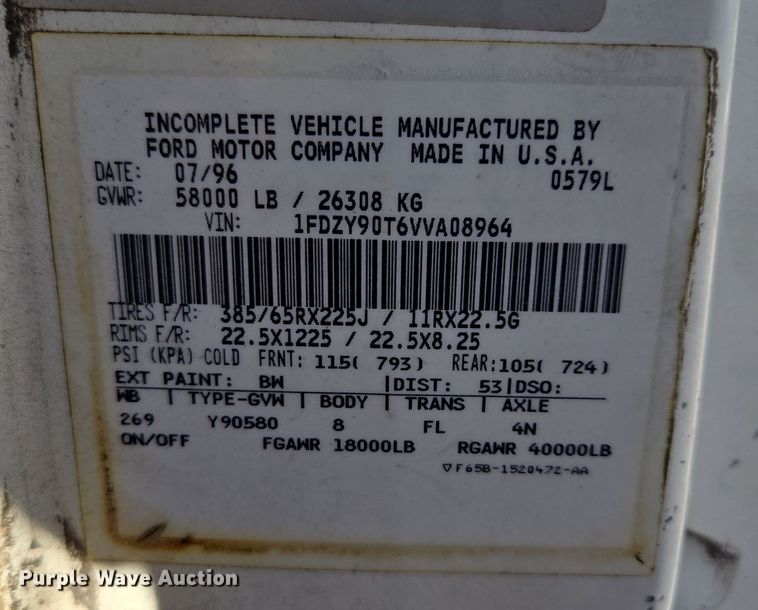 INCOMPLETE VEHICLE MANUFACTURED BY
FORD MOTOR COMPANY MADE IN U.S.A.
DATE: 07/96 0579L
GVWR: 58000 LB / 26308 KG
VIN: 1FDZY90T6VVA08964
TIRES F/R: 385/65RX225J / 11RX22.5G
RIMS F/R: 22.5X1225 / 22.5X8.25
PSI (KPA) COLD FRNT: 115( 793) REAR: 105( 724)
EXT PAINT: BW |DIST: 53|DSO:
WB | TYPE-GVW | BODY | TRANS | AXLE
269 Y90580 8 FL 4N
ON/OFF FGAWR 18000LB RGAWR 40000LB
▽F65B-1520472-AA
Purple Wave Auction